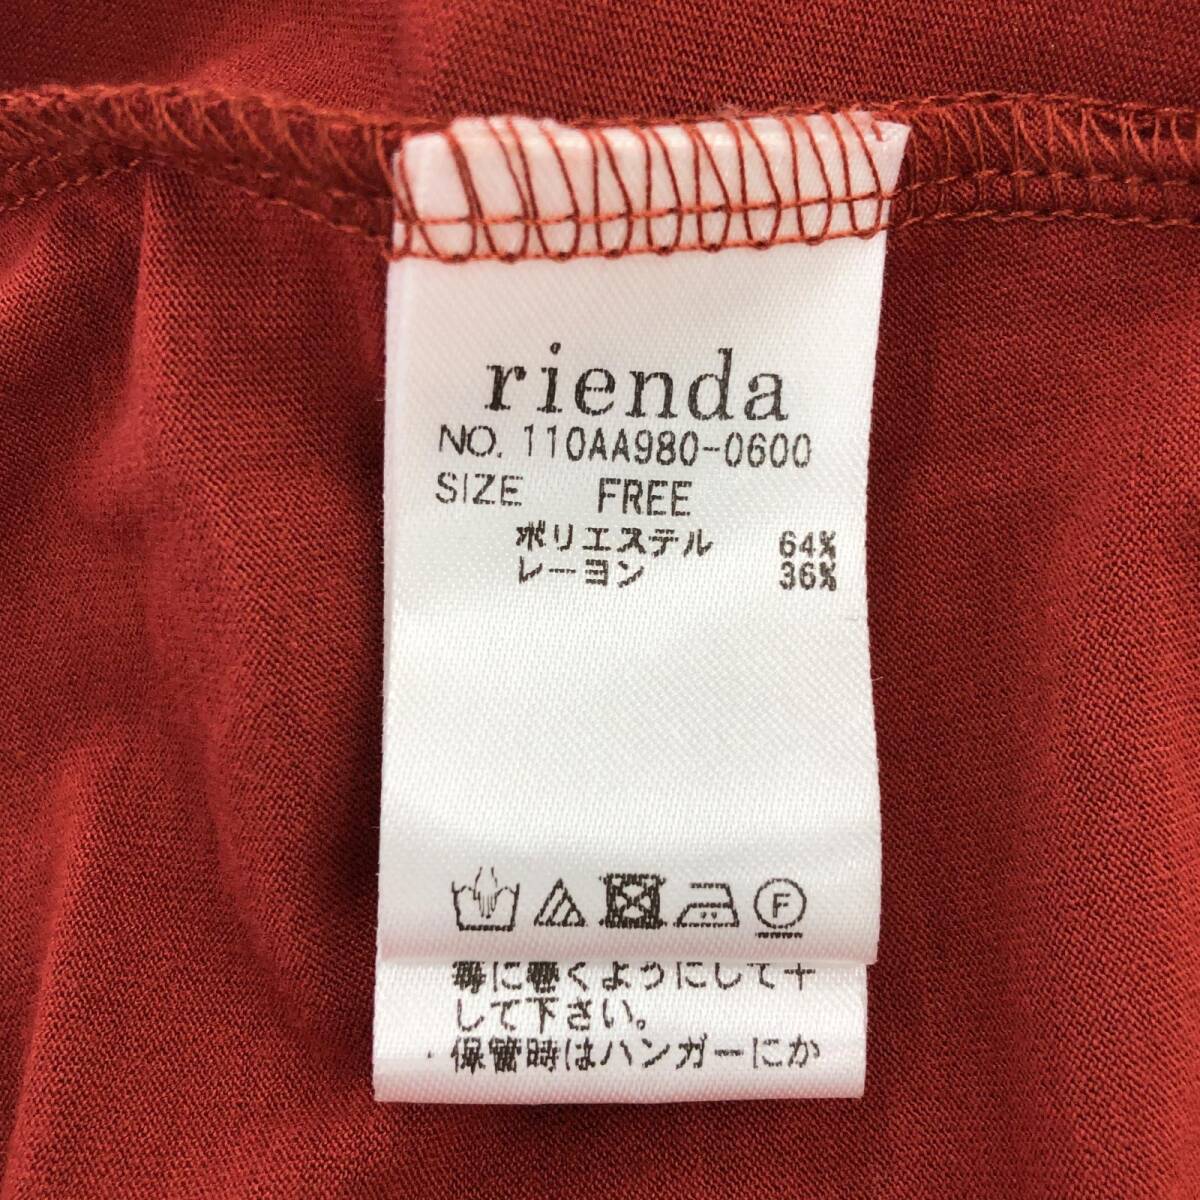 rienda
NO. 110AA980-0600
SIZE FREE
ポリエステル 64%
レーヨン 36%
F
に巻くようにして干
して下さい。
・保管時はハンガーにか